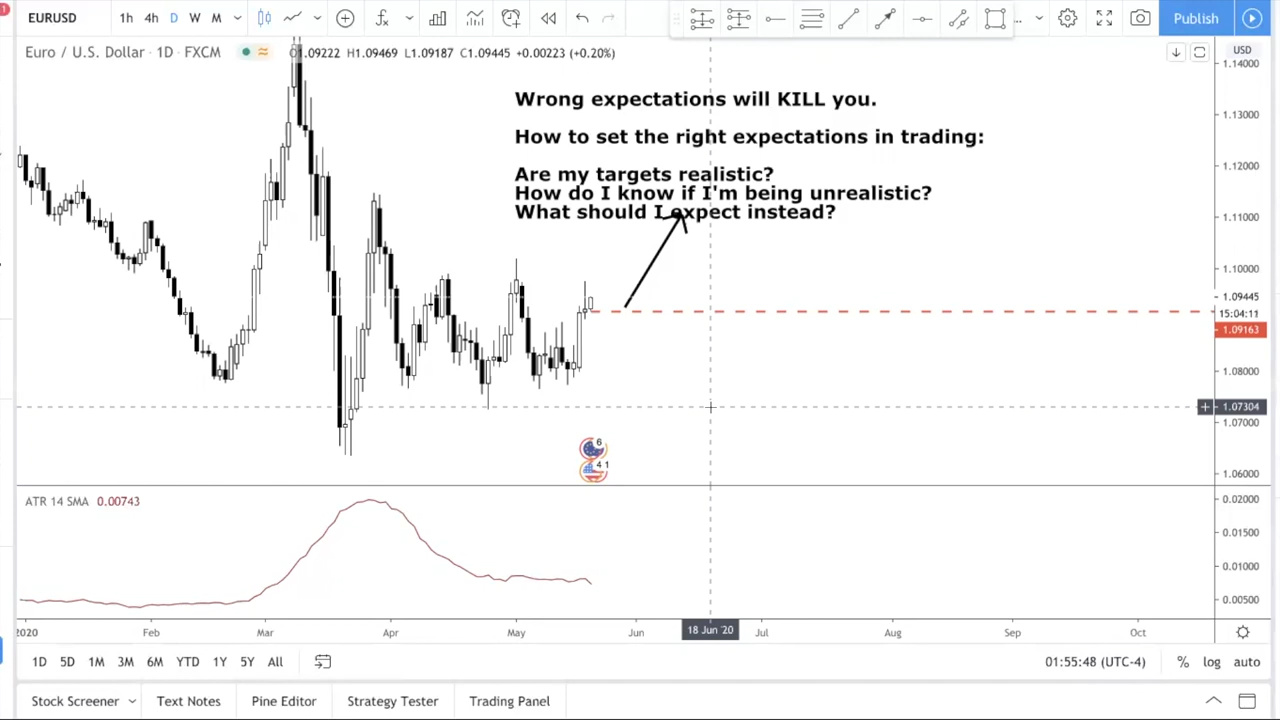 1
EURUSD
1h 4h D W M
Publish
Euro / U.S. Dollar · 1D · FXCM
O1.09222 H1.09469 L1.09187 C1.09445 +0.00223 (+0.20%)
USD
1.14000
Wrong expectations will KILL you.
1.13000
How to set the right expectations in trading:
1.12000
Are my targets realistic?
How do I know if I'm being unrealistic?
What should I expect instead?
1.11000
1.10000
1.09445
15:04:11
1.09163
1.08000
1.07304
1.07000
6
4 1
1.06000
ATR 14 SMA 0.00743
0.02000
0.01500
0.01000
0.00500
2020 Feb Mar Apr May Jun 18 Jun '20 Jul Aug Sep Oct
1D 5D 1M 3M 6M YTD 1Y 5Y All
01:55:48 (UTC-4) % log auto
Stock Screener Text Notes Pine Editor Strategy Tester Trading Panel